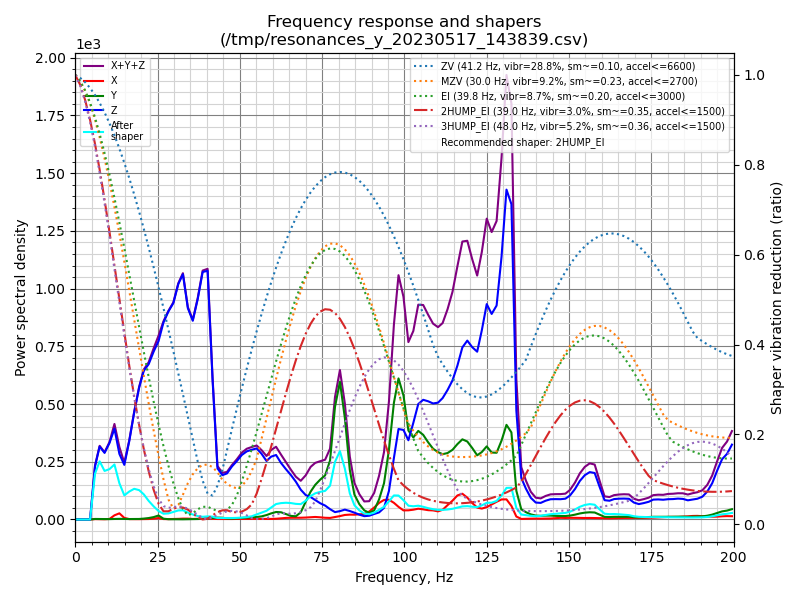 Frequency response and shapers
(/tmp/resonances_y_20230517_143839.csv)
1e3
X+Y+Z
X
Y
Z
After
shaper
ZV (41.2 Hz, vibr=28.8%, sm~=0.10, accel<=6600)
MZV (30.0 Hz, vibr=9.2%, sm~=0.23, accel<=2700)
EI (39.8 Hz, vibr=8.7%, sm~=0.20, accel<=3000)
2HUMP_EI (39.0 Hz, vibr=3.0%, sm~=0.35, accel<=1500)
3HUMP_EI (48.0 Hz, vibr=5.2%, sm~=0.36, accel<=1500)
Recommended shaper: 2HUMP_EI
2.00
1.75
1.50
1.25
1.00
0.75
0.50
0.25
0.00
Power spectral density
1.0
0.8
0.6
0.4
0.2
0.0
Shaper vibration reduction (ratio)
0 25 50 75 100 125 150 175 200
Frequency, Hz